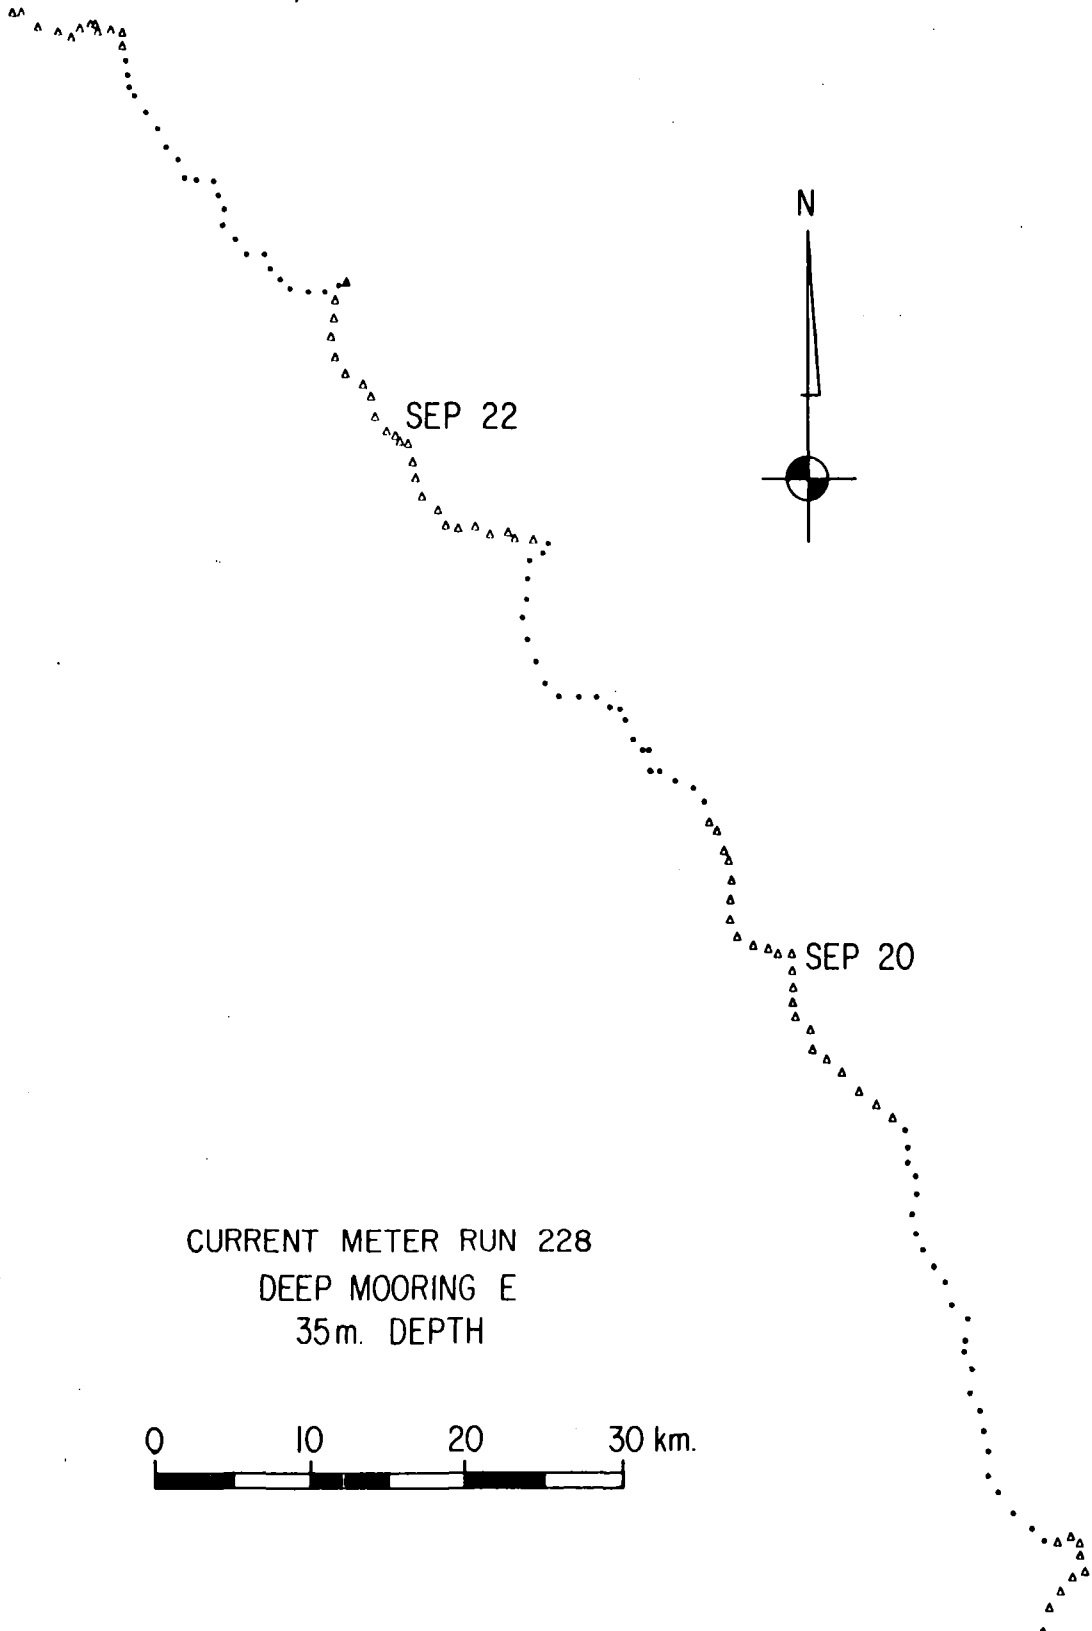 N
SEP 22
SEP 20
CURRENT METER RUN 228
DEEP MOORING E
35m. DEPTH
0 10 20 30 km.